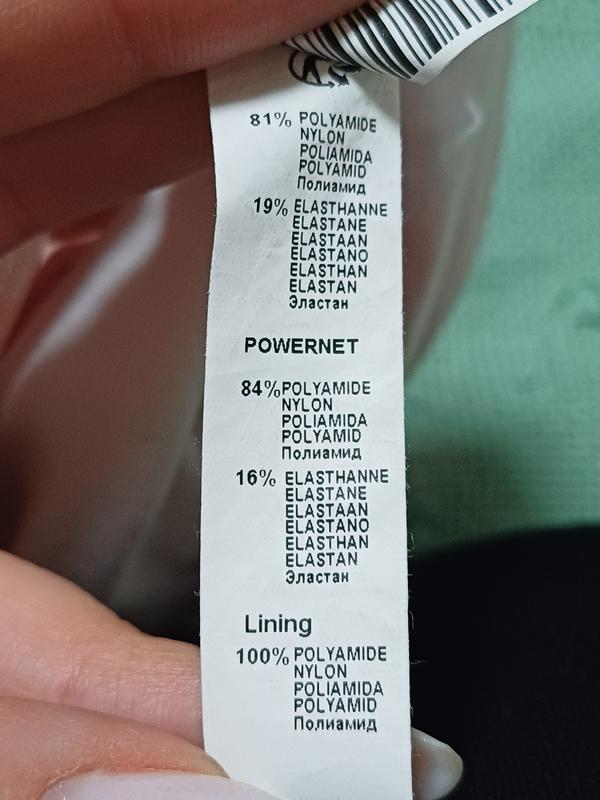 81% POLYAMIDE
NYLON
POLIAMIDA
POLYAMID
Полиамид
19% ELASTHANNE
ELASTANE
ELASTAAN
ELASTANO
ELASTHAN
ELASTAN
Эластан
POWERNET
84% POLYAMIDE
NYLON
POLIAMIDA
POLYAMID
Полиамид
16% ELASTHANNE
ELASTANE
ELASTAAN
ELASTANO
ELASTHAN
ELASTAN
Эластан
Lining
100% POLYAMIDE
NYLON
POLIAMIDA
POLYAMID
Полиамид